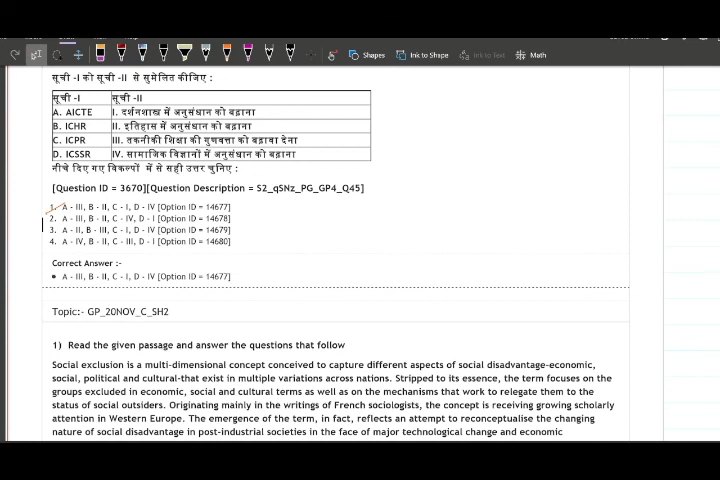 Shapes
Ink to Shape
Ink to Text
Math
सूची -I को सूची -II से सुमेलित कीजिए :
सूची -I सूची -II
A. AICTE I. दर्शनशास्त्र में अनुसंधान को बढ़ाना
B. ICHR II. इतिहास में अनुसंधान को बढ़ाना
C. ICPR III. तकनीकी शिक्षा की गुणवत्ता को बढ़ावा देना
D. ICSSR IV. सामाजिक विज्ञानों में अनुसंधान को बढ़ाना
नीचे दिए गए विकल्पों में से सही उत्तर चुनिए :
[Question ID = 3670][Question Description = S2_qSNz_PG_GP4_Q45]
1. A - III, B - II, C - I, D - IV [Option ID = 14677]
2. A - III, B - II, C - IV, D - I [Option ID = 14678]
3. A - II, B - III, C - I, D - IV [Option ID = 14679]
4. A - IV, B - II, C - III, D - I [Option ID = 14680]
Correct Answer :-
• A - III, B - II, C - I, D - IV [Option ID = 14677]
Topic:- GP_20NOV_C_SH2
1) Read the given passage and answer the questions that follow
Social exclusion is a multi-dimensional concept conceived to capture different aspects of social disadvantage-economic,
social, political and cultural-that exist in multiple variations across nations. Stripped to its essence, the term focuses on the
groups excluded in economic, social and cultural terms as well as on the mechanisms that work to relegate them to the
status of social outsiders. Originating mainly in the writings of French sociologists, the concept is receiving growing scholarly
attention in Western Europe. The emergence of the term, in fact, reflects an attempt to reconceptualise the changing
nature of social disadvantage in post-industrial societies in the face of major technological change and economic